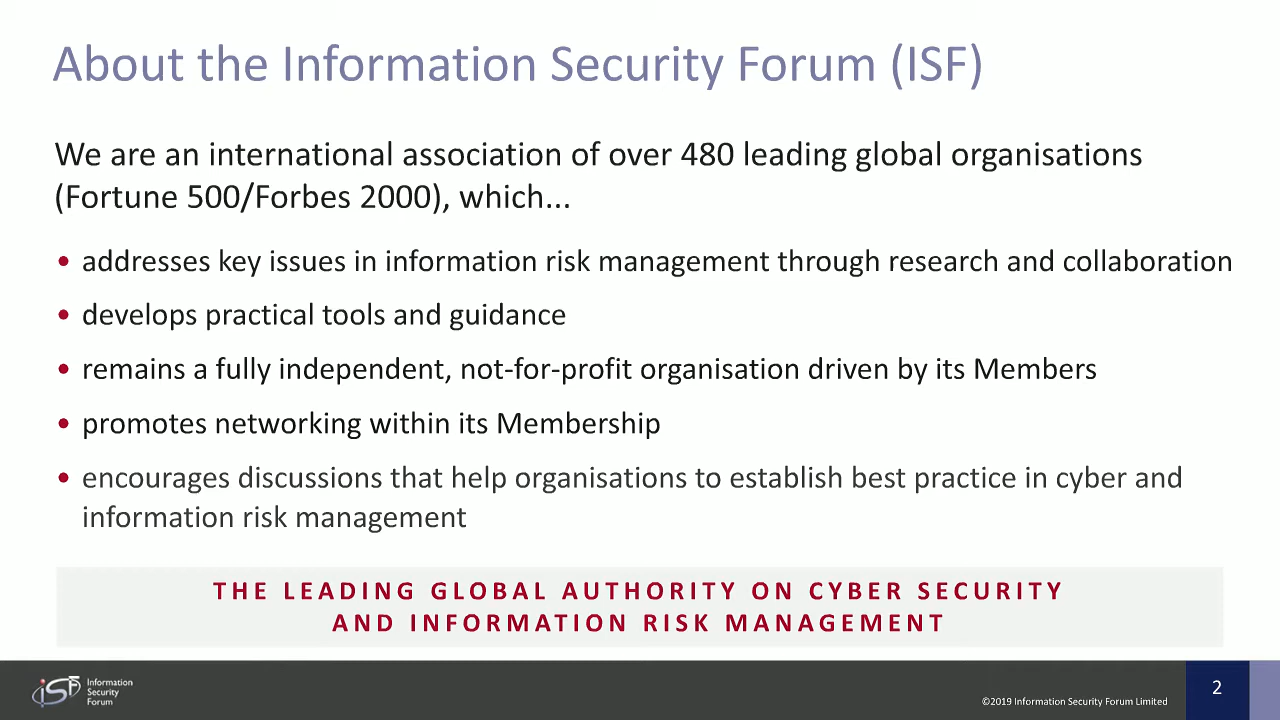 About the Information Security Forum (ISF)
We are an international association of over 480 leading global organisations
(Fortune 500/Forbes 2000), which...
• addresses key issues in information risk management through research and collaboration
• develops practical tools and guidance
• remains a fully independent, not-for-profit organisation driven by its Members
• promotes networking within its Membership
• encourages discussions that help organisations to establish best practice in cyber and
information risk management
THE LEADING GLOBAL AUTHORITY ON CYBER SECURITY
AND INFORMATION RISK MANAGEMENT
iSF
Information
Security
Forum
©2019 Information Security Forum Limited
2